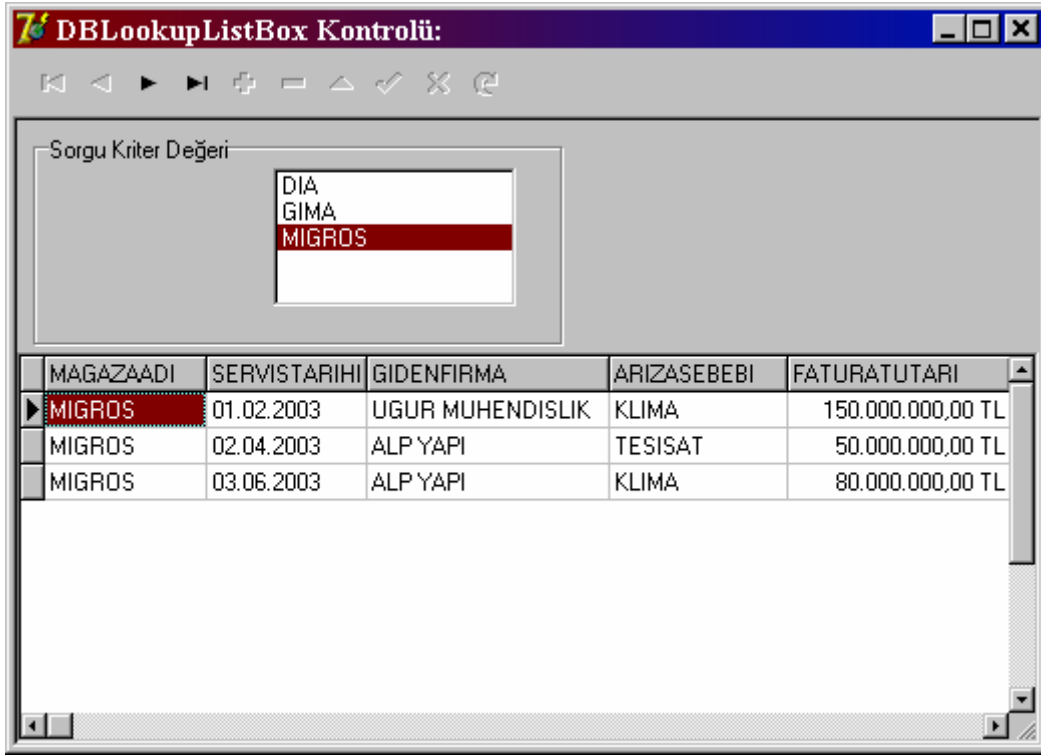 DBLookupListBox Kontrolü:
Sorgu Kriter Değeri
DIA
GIMA
MIGROS
MAGAZAADI SERVISTARIHI GIDENFIRMA ARIZASEBEBI FATURATUTARI
MIGROS 01.02.2003 UGUR MUHENDISLIK KLIMA 150.000.000,00 TL
MIGROS 02.04.2003 ALP YAPI TESISAT 50.000.000,00 TL
MIGROS 03.06.2003 ALP YAPI KLIMA 80.000.000,00 TL